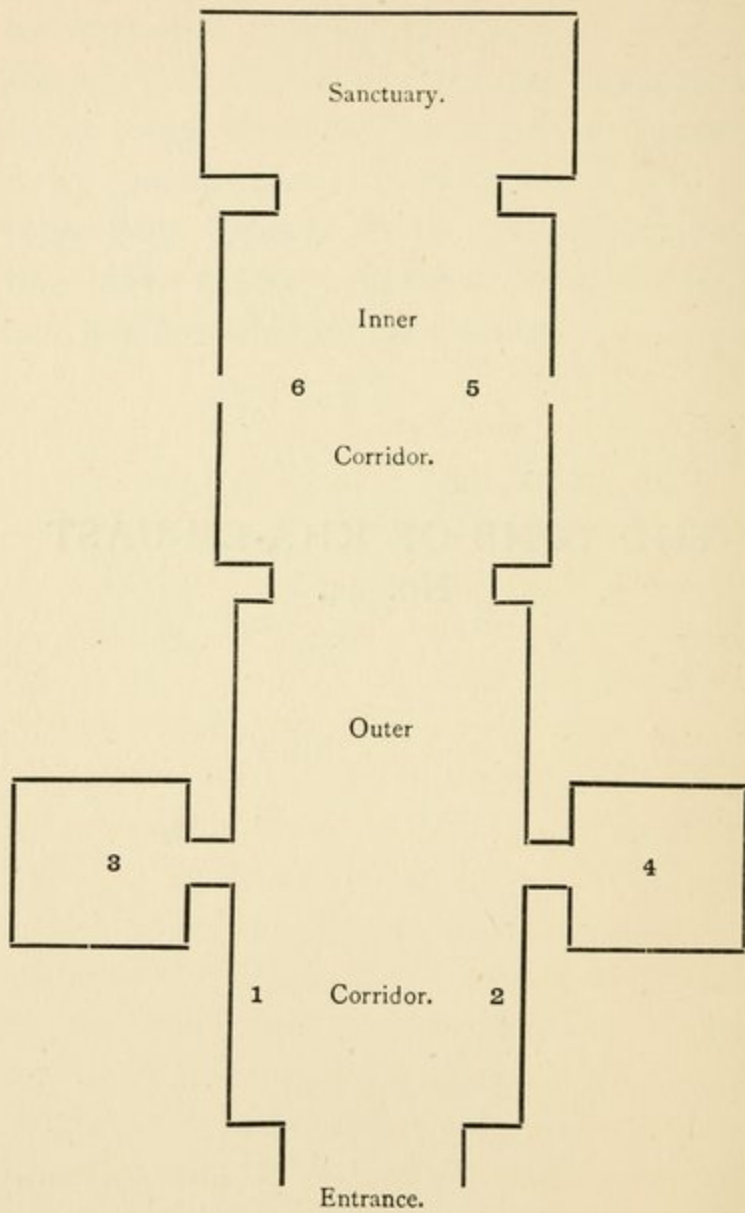 Sanctuary.
Inner
6 5
Corridor.
Outer
3 4
1 Corridor. 2
Entrance.